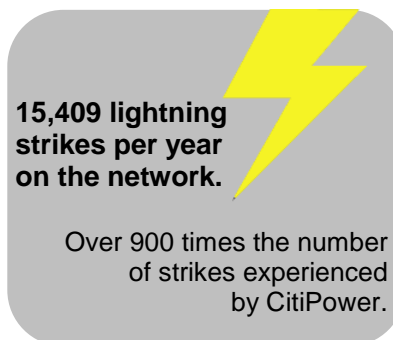 15,409 lightning
strikes per year
on the network.
Over 900 times the number
of strikes experienced
by CitiPower.